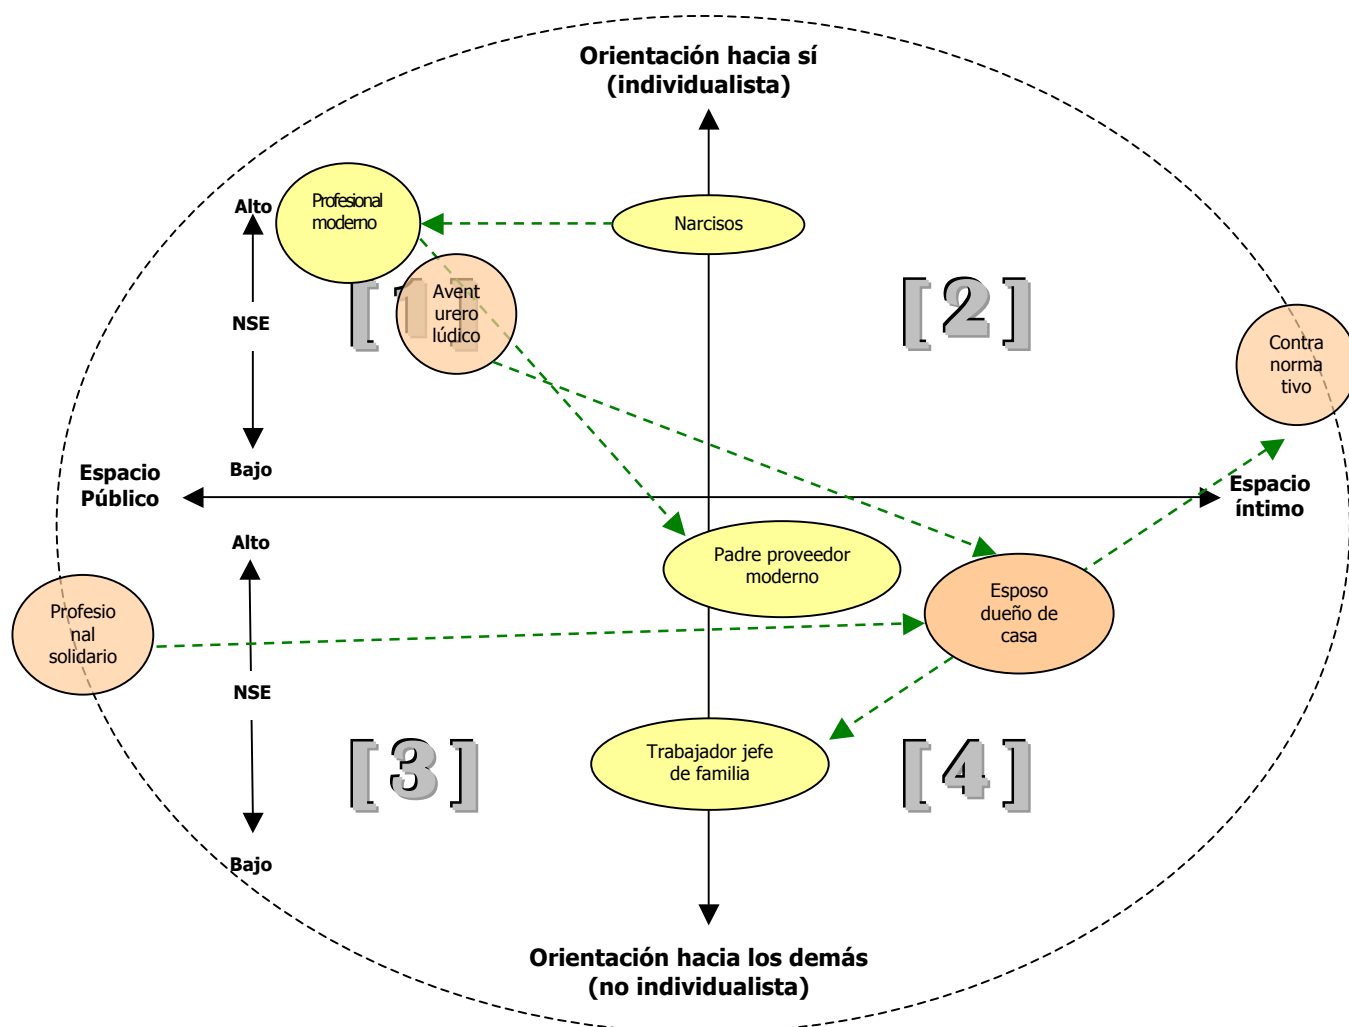 Orientación hacia sí
(individualista)
Alto
Profesional
moderno
Narcisos
[1]
Avent
urero
lúdico
[2]
NSE
Contra
norma
tivo
Bajo
Espacio
Público
Espacio
íntimo
Alto
Padre proveedor
moderno
Esposo
dueño de
casa
Profesio
nal
solidario
NSE
[3]
Trabajador jefe
de familia
[4]
Bajo
Orientación hacia los demás
(no individualista)